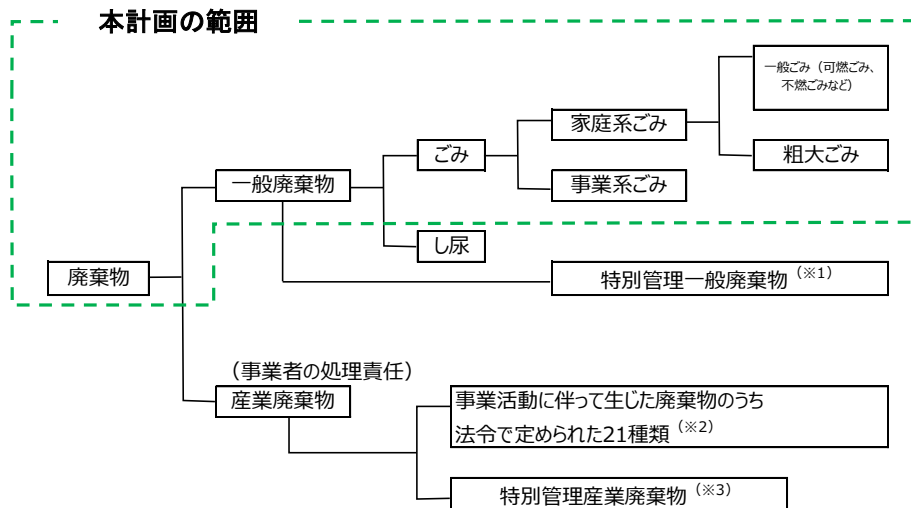 本計画の範囲
一般ごみ（可燃ごみ、
不燃ごみなど）
家庭系ごみ
ごみ
粗大ごみ
一般廃棄物
事業系ごみ
し尿
廃棄物
特別管理一般廃棄物（※1）
（事業者の処理責任）
産業廃棄物
事業活動に伴って生じた廃棄物のうち
法令で定められた21種類（※2）
特別管理産業廃棄物（※3）